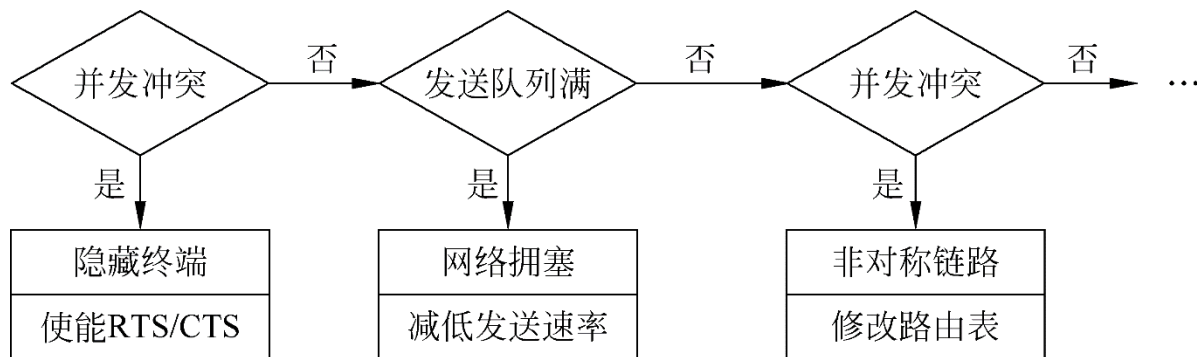 并发冲突
否
发送队列满
否
并发冲突
否
…
是
是
是
隐藏终端
网络拥塞
非对称链路
使能RTS/CTS
减低发送速率
修改路由表